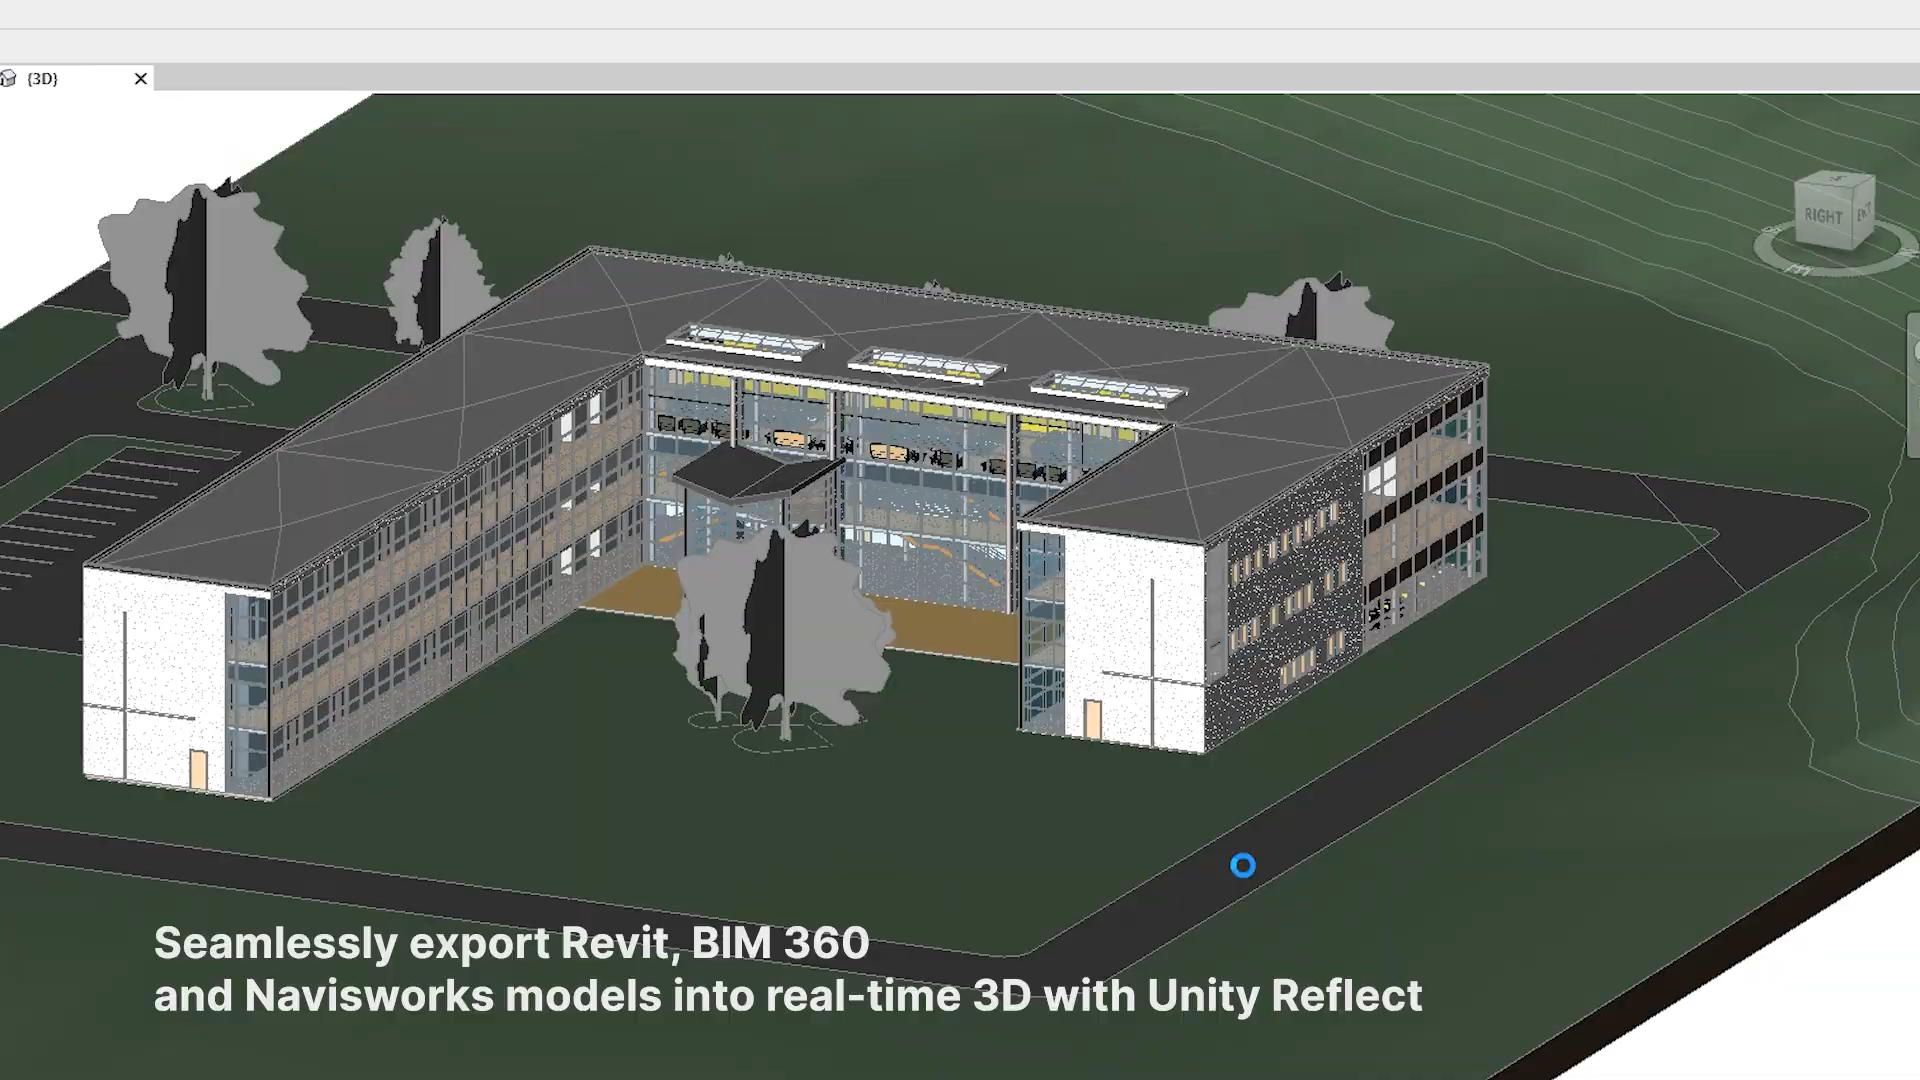 {3D}
RIGHT
Seamlessly export Revit, BIM 360
and Navisworks models into real-time 3D with Unity Reflect